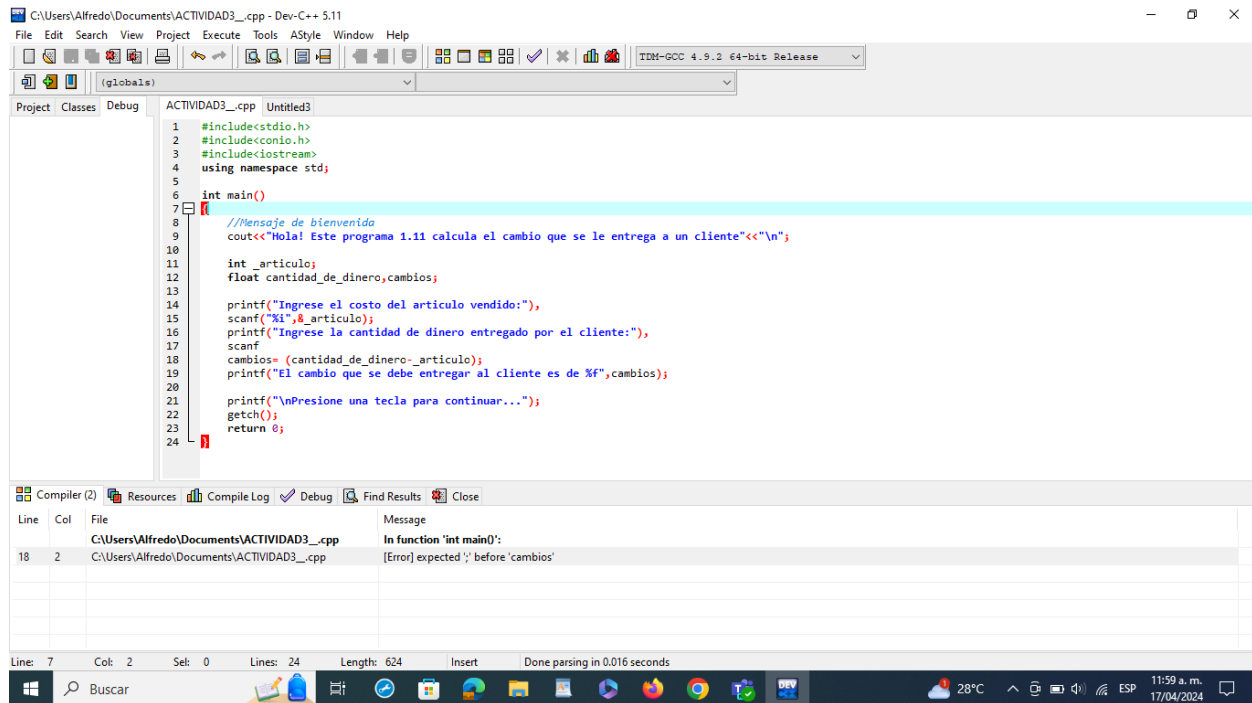 C:\Users\Alfredo\Documents\ACTIVIDAD3__.cpp - Dev-C++ 5.11
File Edit Search View Project Execute Tools AStyle Window Help
TDM-GCC 4.9.2 64-bit Release
(globals)
Project Classes Debug ACTIVIDAD3__.cpp Untitled3
1 #include<stdio.h>
2 #include<conio.h>
3 #include<iostream>
4 using namespace std;
5
6 int main()
7 {
8 //Mensaje de bienvenida
9 cout<<"Hola! Este programa 1.11 calcula el cambio que se le entrega a un cliente"<<"\n";
10
11 int _articulo;
12 float cantidad_de_dinero,cambios;
13
14 printf("Ingrese el costo del articulo vendido:"),
15 scanf("%i",&_articulo);
16 printf("Ingrese la cantidad de dinero entregado por el cliente:"),
17 scanf
18 cambios= (cantidad_de_dinero-_articulo);
19 printf("El cambio que se debe entregar al cliente es de %f",cambios);
20
21 printf("\nPresione una tecla para continuar...");
22 getch();
23 return 0;
24 }
Compiler (2) Resources Compile Log Debug Find Results Close
Line Col File Message
C:\Users\Alfredo\Documents\ACTIVIDAD3__.cpp In function 'int main()':
18 2 C:\Users\Alfredo\Documents\ACTIVIDAD3__.cpp [Error] expected ';' before 'cambios'
Line: 7 Col: 2 Sel: 0 Lines: 24 Length: 624 Insert Done parsing in 0.016 seconds
Buscar
28°C
ESP
11:59 a. m.
17/04/2024